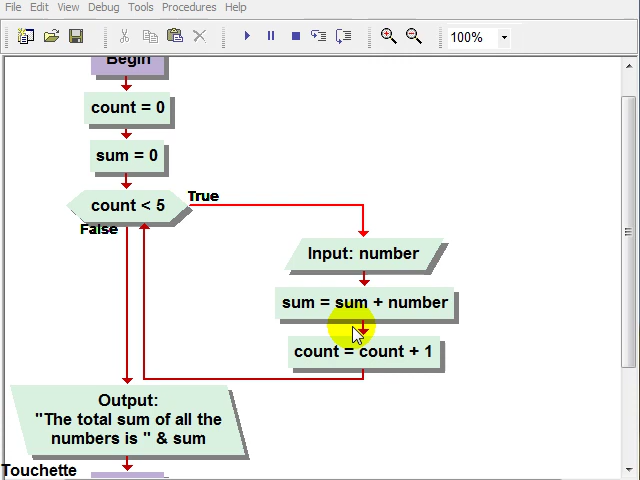 File Edit View Debug Tools Procedures Help
100%
Begin
count = 0
sum = 0
count < 5
True
False
Input: number
sum = sum + number
count = count + 1
Output:
"The total sum of all the
numbers is " & sum
Touchette